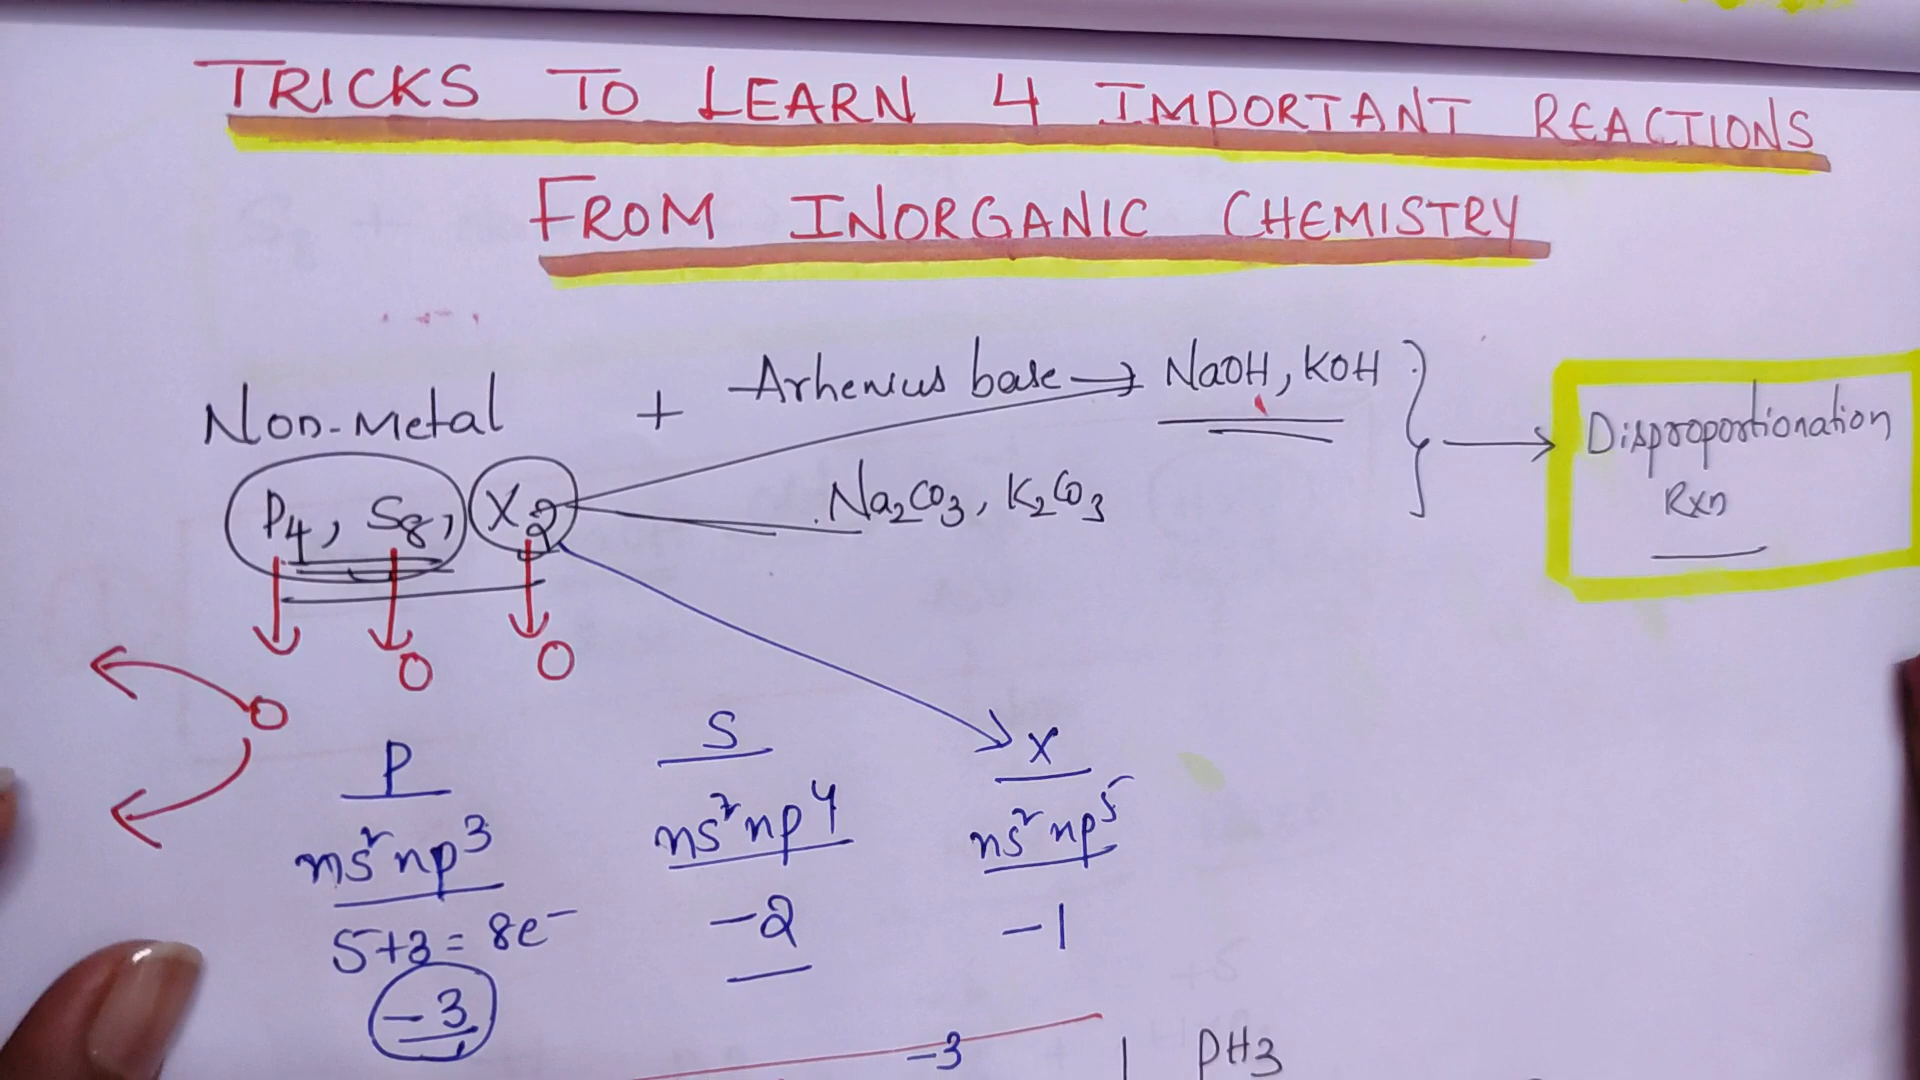 TRICKS TO LEARN 4 IMPORTANT REACTIONS
FROM INORGANIC CHEMISTRY
Non-Metal + Arhenius base → NaOH, KOH
P4, S8, X2
Na2CO3, K2CO3
Disproportionation
Rxn
0 0
0
P S X
ns²np³ ns²np⁴ ns²np⁵
5+3 = 8e⁻ -2 -1
-3
-3 PH3